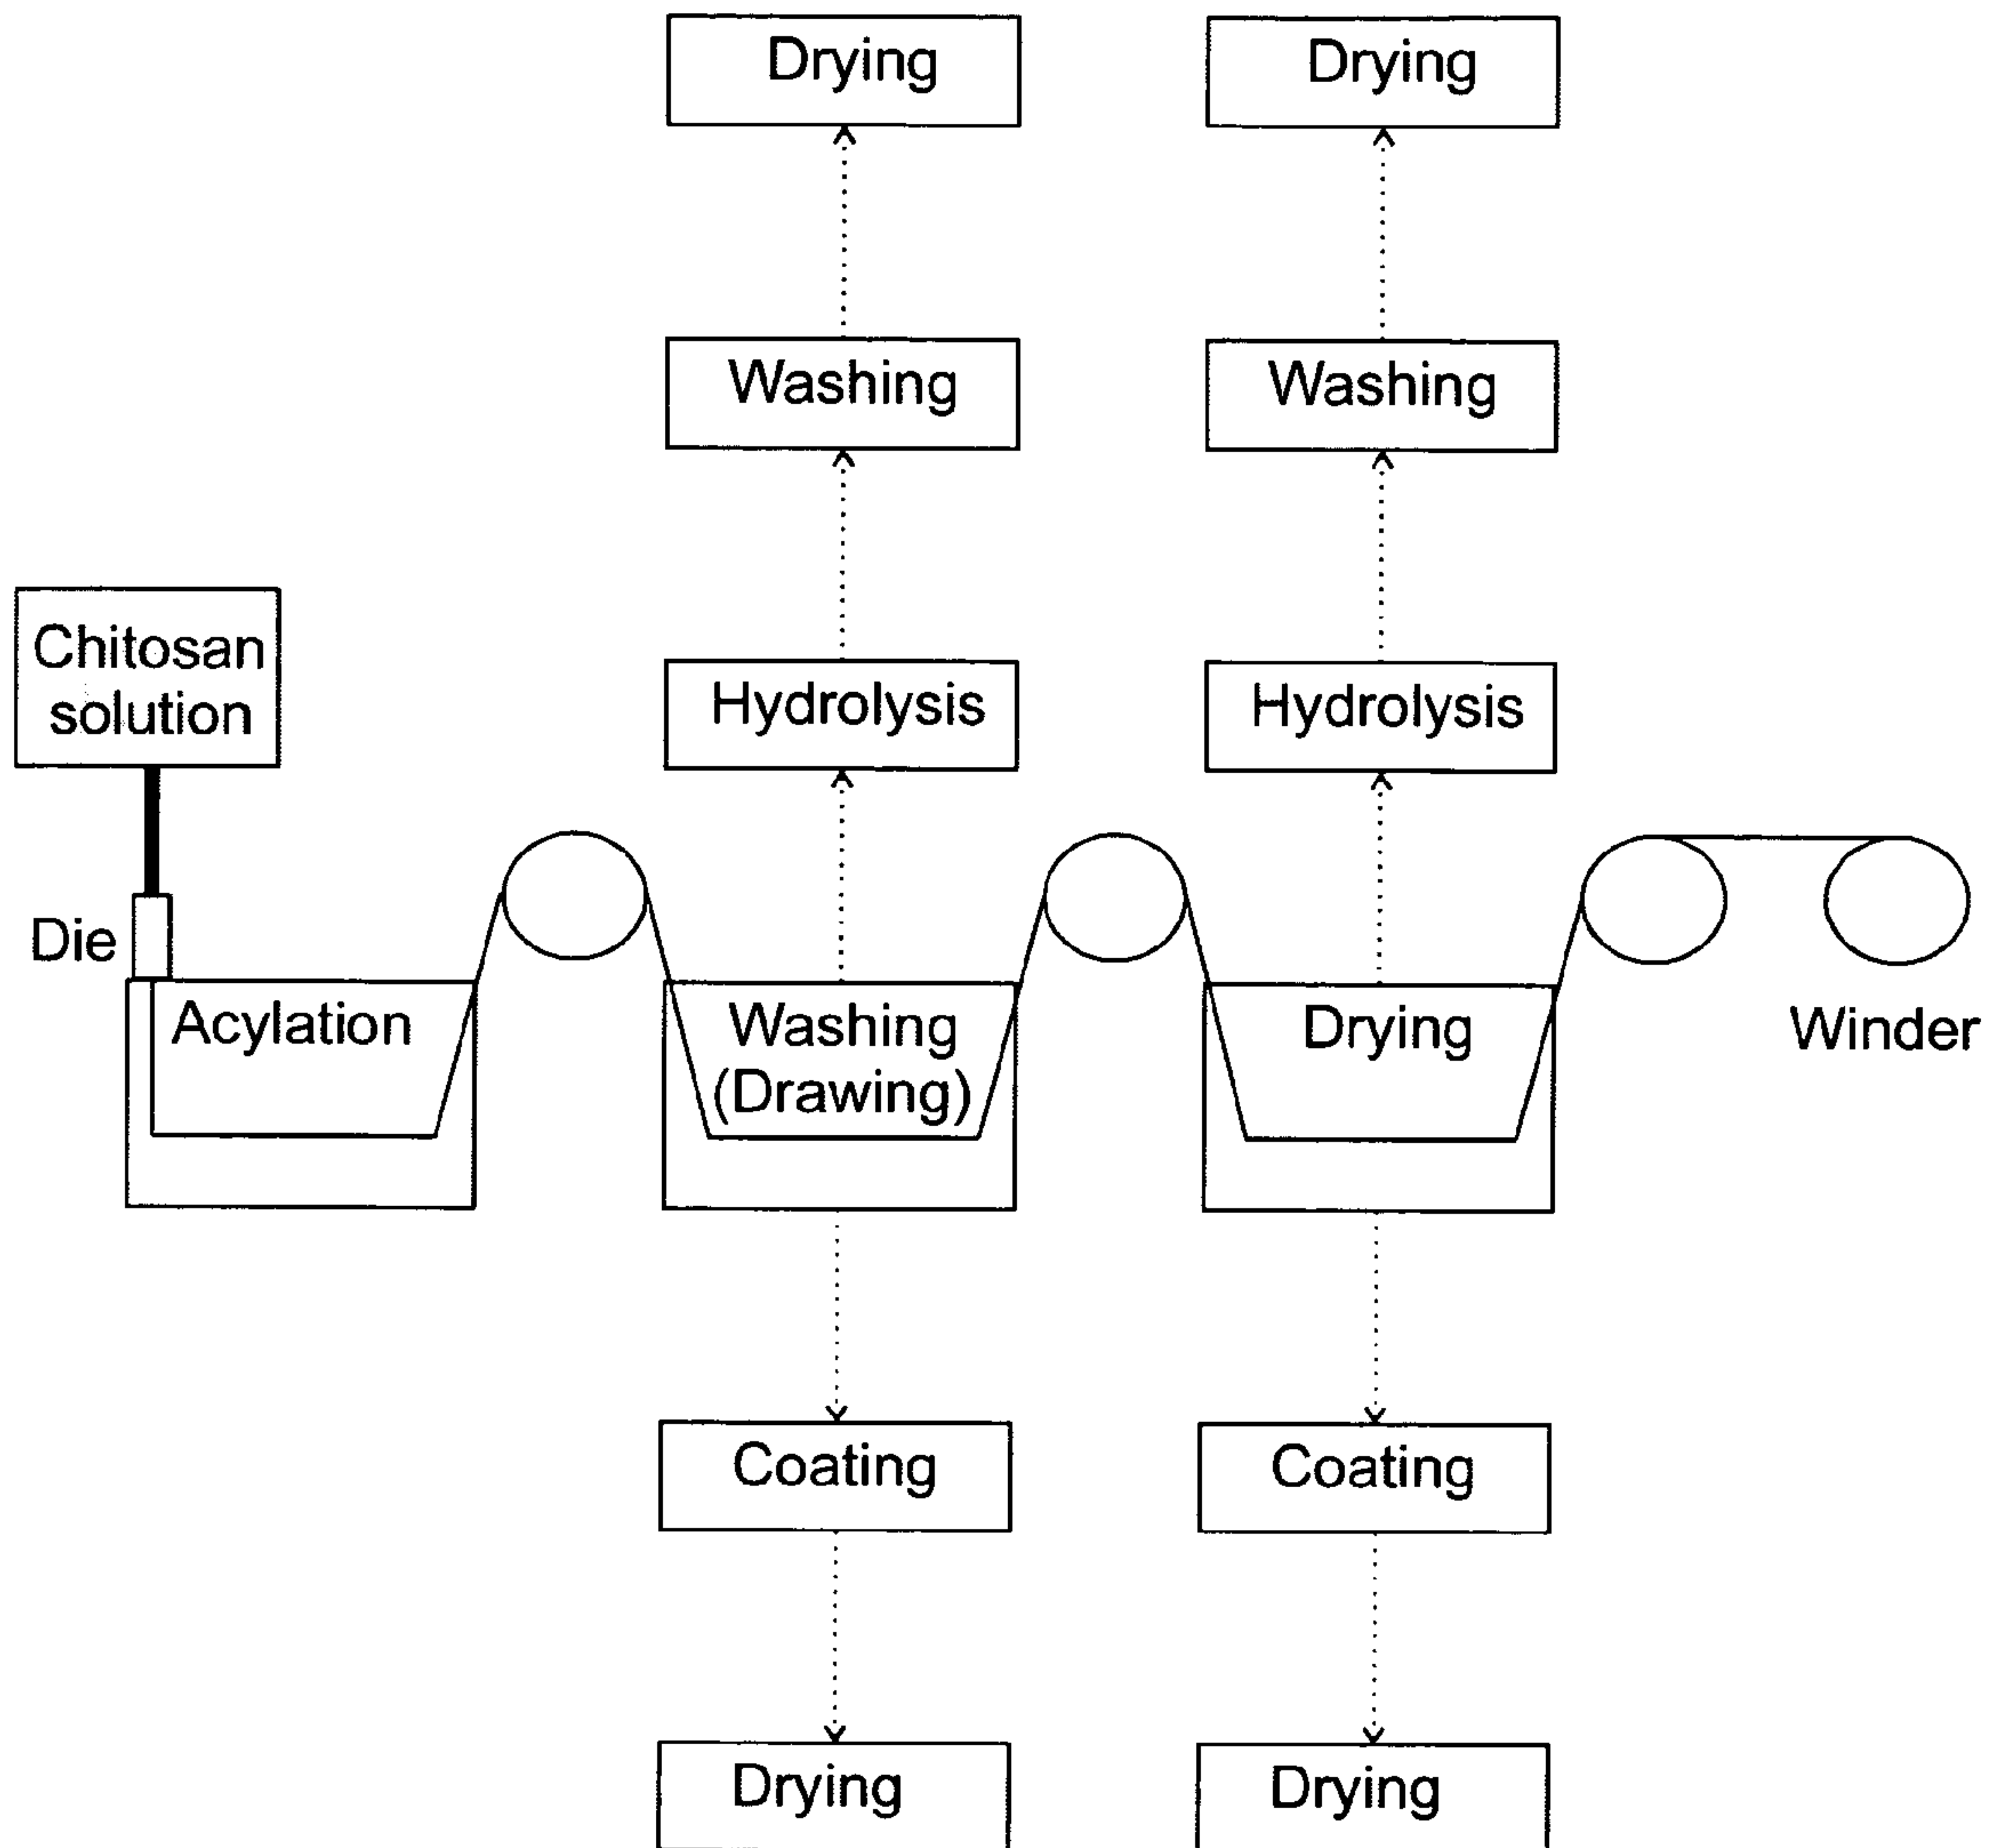 Drying
Drying
Washing
Washing
Chitosan
solution
Hydrolysis
Hydrolysis
Die
Acylation
Washing
(Drawing)
Drying
Winder
Coating
Coating
Drying
Drying